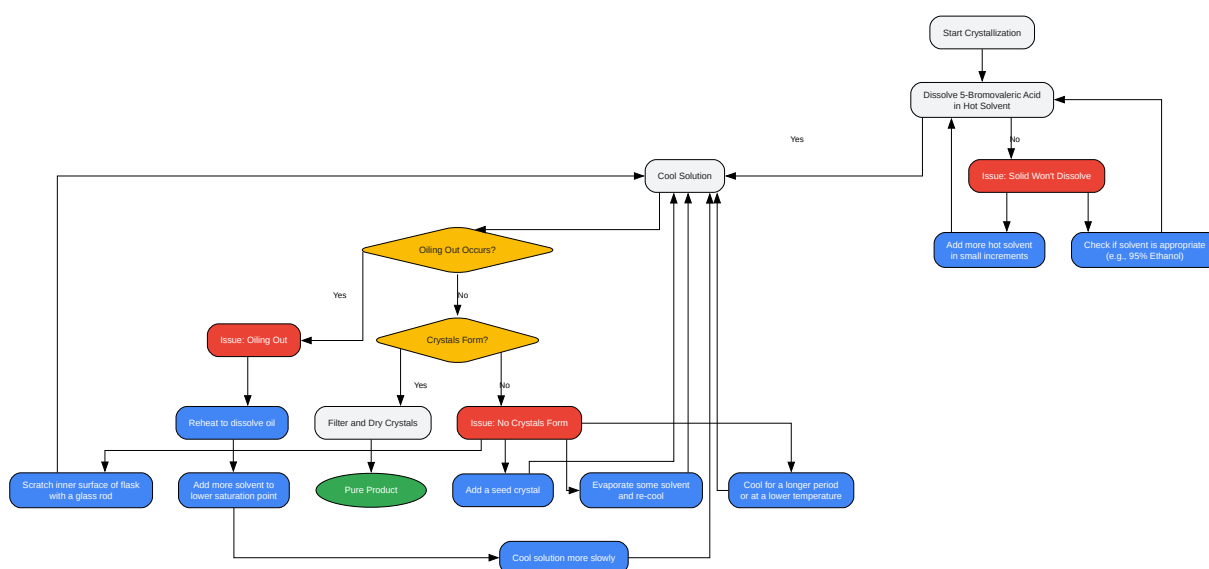 Start Crystallization
Dissolve 5-Bromovaleric Acid
in Hot Solvent
Yes
No
Cool Solution
Issue: Solid Won't Dissolve
Add more hot solvent
in small increments
Check if solvent is appropriate
(e.g., 95% Ethanol)
Oiling Out Occurs?
Yes
No
Issue: Oiling Out
Crystals Form?
Yes
No
Reheat to dissolve oil
Filter and Dry Crystals
Issue: No Crystals Form
Scratch inner surface of flask
with a glass rod
Add more solvent to
lower saturation point
Pure Product
Add a seed crystal
Evaporate some solvent
and re-cool
Cool for a longer period
or at a lower temperature
Cool solution more slowly